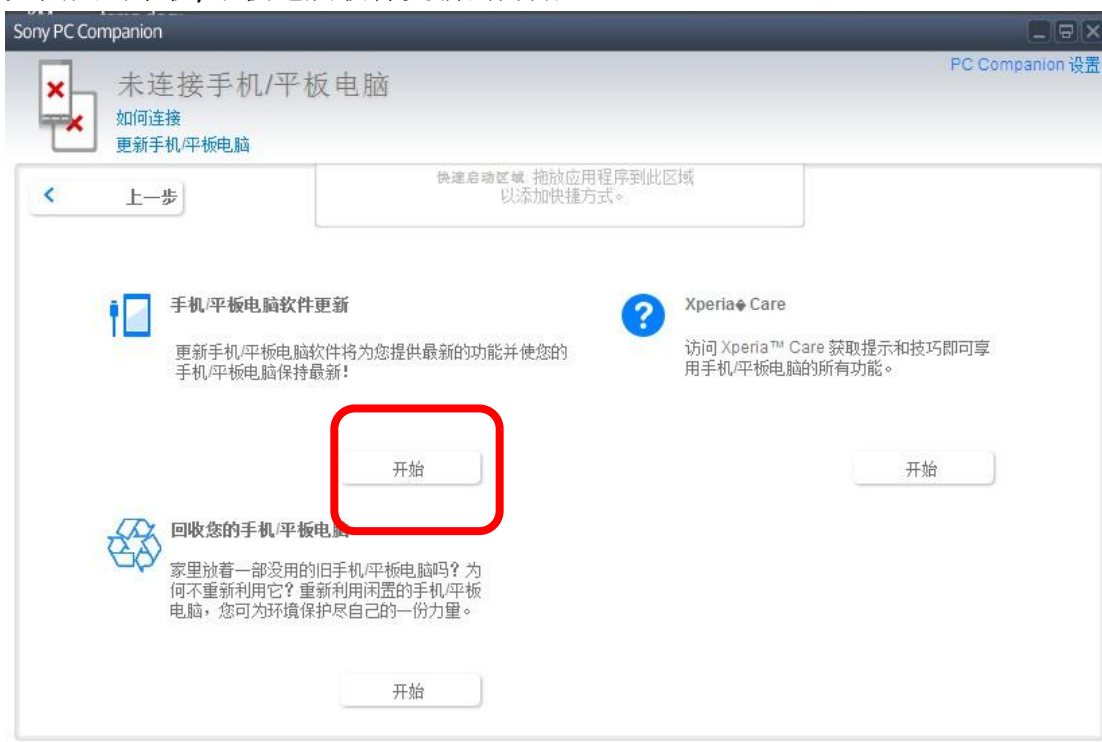 Sony PC Companion
PC Companion 设置
未连接手机/平板电脑
如何连接
更新手机/平板电脑
上一步
快速启动区域: 拖放应用程序到此区域
以添加快捷方式。
手机/平板电脑软件更新
更新手机/平板电脑软件将为您提供最新的功能并使您的
手机/平板电脑保持最新!
开始
Xperia Care
访问 Xperia™ Care 获取提示和技巧即可享
用手机/平板电脑的所有功能。
开始
回收您的手机/平板电脑
家里放着一部没用的旧手机/平板电脑吗? 为
何不重新利用它? 重新利用闲置的手机/平板
电脑,您可为环境保护尽自己的一份力量。
开始